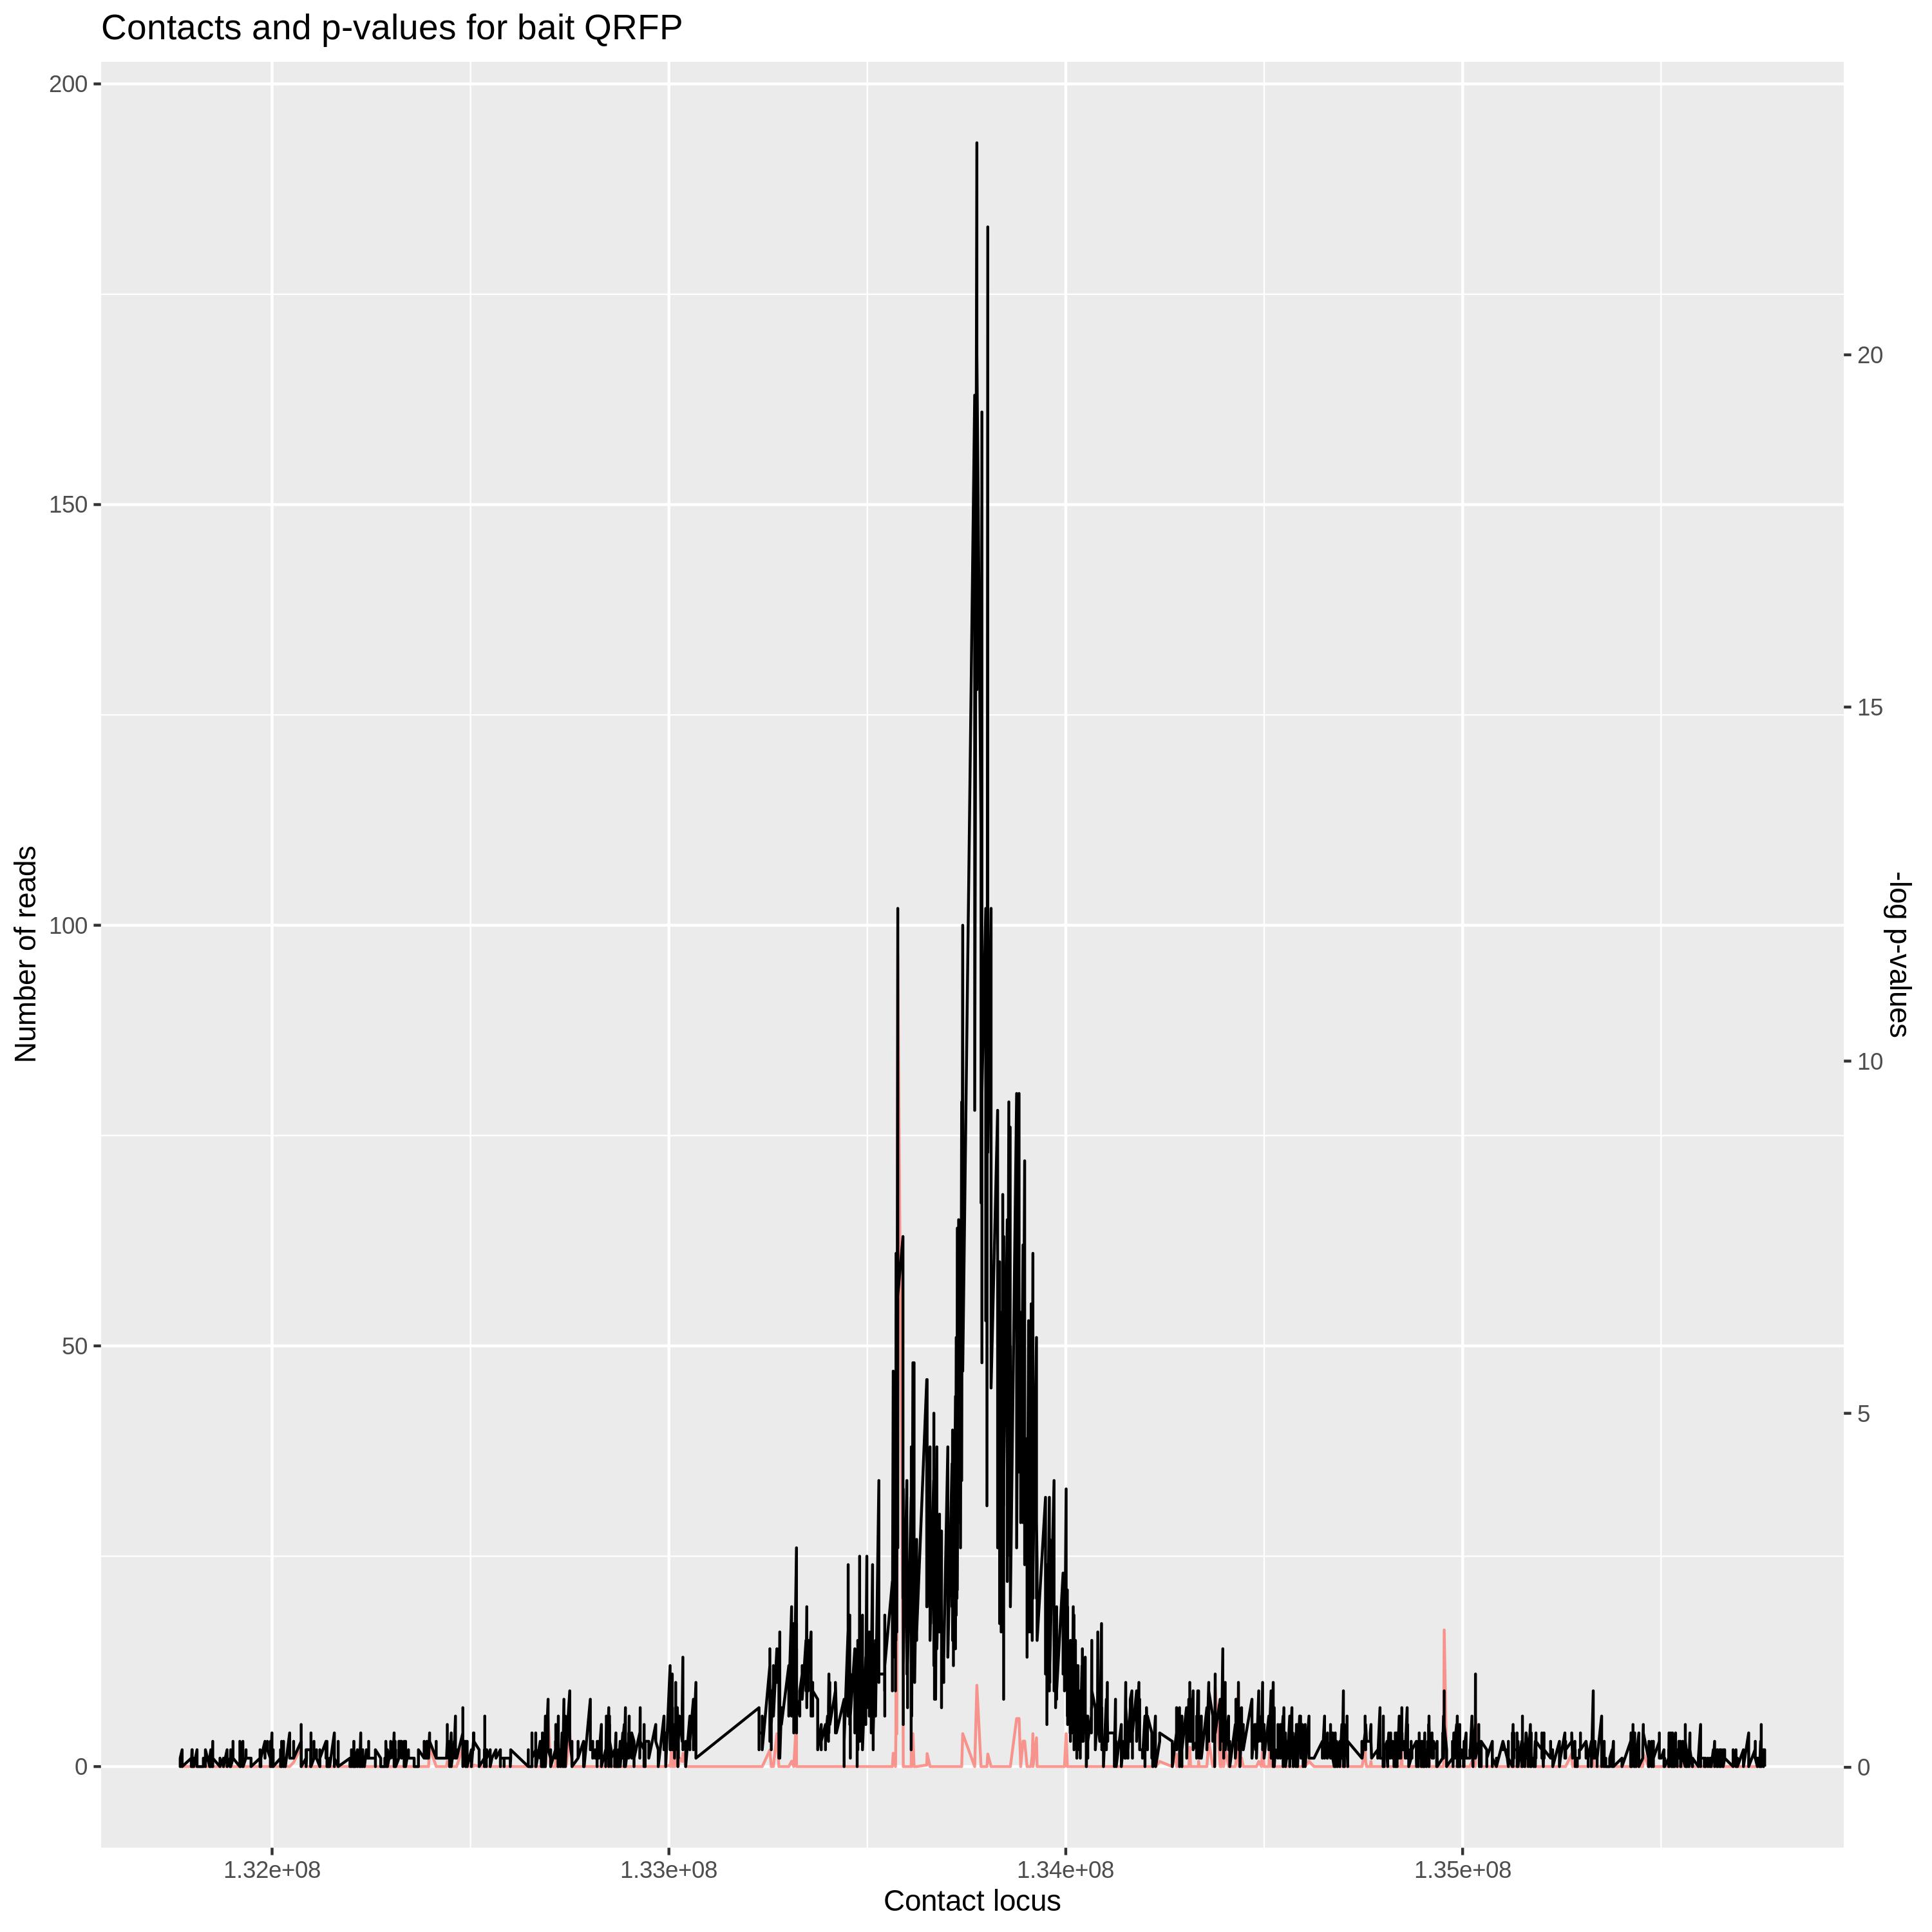 Contacts and p-values for bait QRFP
200
150
100
50
0
Number of reads
20
15
10
5
0
-log p-values
1.32e+08 1.33e+08 1.34e+08 1.35e+08
Contact locus